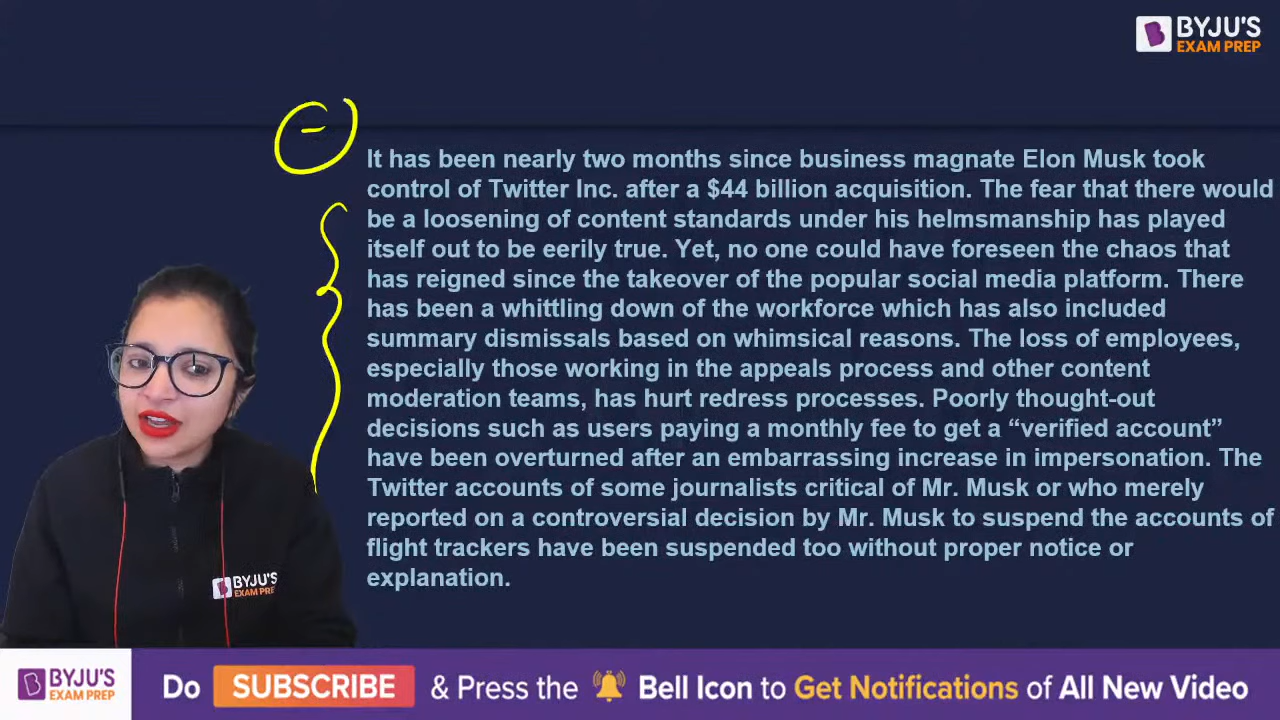 BYJU'S
EXAM PREP
It has been nearly two months since business magnate Elon Musk took
control of Twitter Inc. after a $44 billion acquisition. The fear that there would
be a loosening of content standards under his helmsmanship has played
itself out to be eerily true. Yet, no one could have foreseen the chaos that
has reigned since the takeover of the popular social media platform. There
has been a whittling down of the workforce which has also included
summary dismissals based on whimsical reasons. The loss of employees,
especially those working in the appeals process and other content
moderation teams, has hurt redress processes. Poorly thought-out
decisions such as users paying a monthly fee to get a “verified account”
have been overturned after an embarrassing increase in impersonation. The
Twitter accounts of some journalists critical of Mr. Musk or who merely
reported on a controversial decision by Mr. Musk to suspend the accounts of
flight trackers have been suspended too without proper notice or
explanation.
BYJU'S
EXAM PREP
BYJU'S
EXAM PREP
Do SUBSCRIBE & Press the Bell Icon to Get Notifications of All New Video